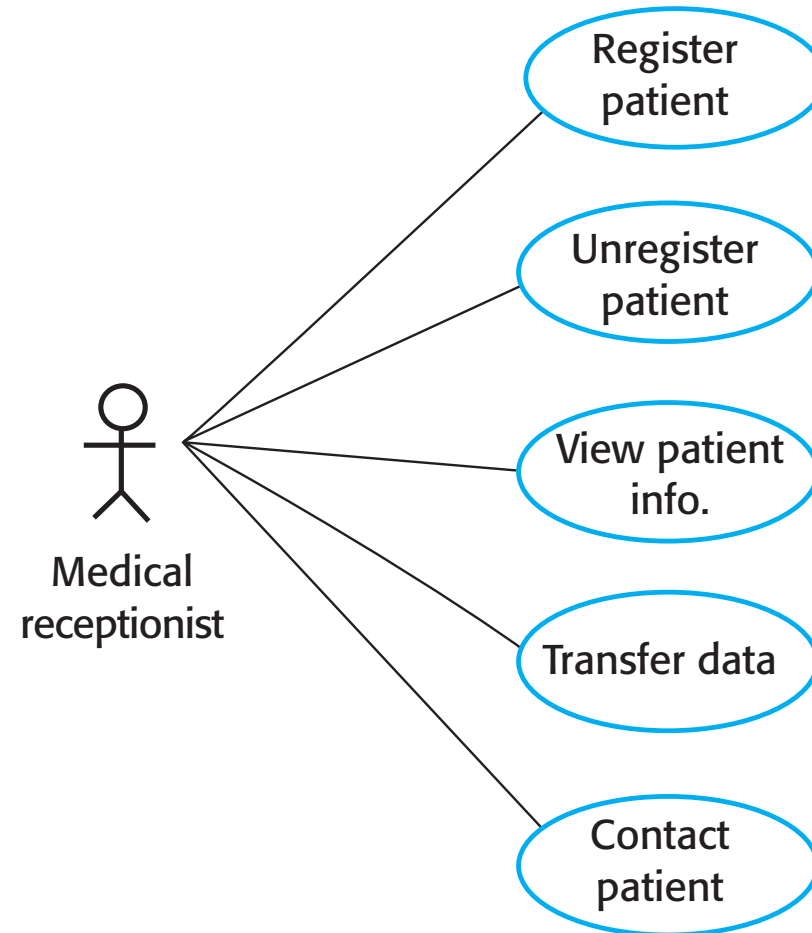 Register
patient
Unregister
patient
View patient
info.
Medical
receptionist
Transfer data
Contact
patient